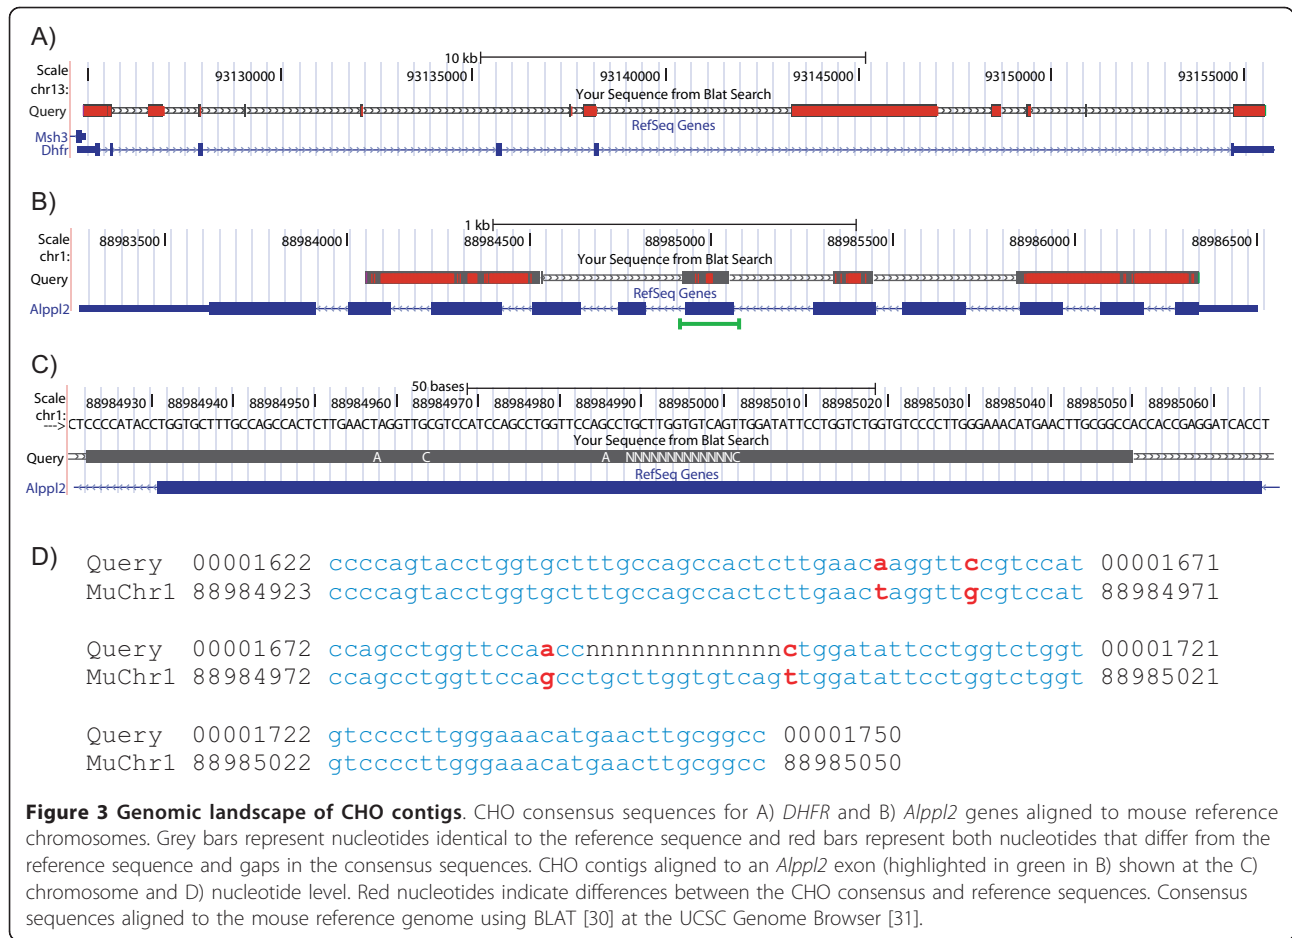 A)
10 kb
Scale
chr13:
93130000 93135000 93140000 93145000 93150000 93155000
Your Sequence from Blat Search
Query
RefSeq Genes
Msh3
Dhfr
B)
1 kb
Scale
chr1:
88983500 88984000 88984500 88985000 88985500 88986000 88986500
Your Sequence from Blat Search
Query
RefSeq Genes
Alppl2
C)
50 bases
Scale
chr1:
88984930 88984940 88984950 88984960 88984970 88984980 88984990 88985000 88985010 88985020 88985030 88985040 88985050 88985060
---> CTCCCCATACCTGGTGCTTTGCCAGCCACTCTTGAACTAGGTTGCGTCCATCCAGCCTGGTTCCAGCCTGCTTGGTGTCAGTTGGATATTCCTGGTCTGGTGTCCCCTTGGGAAACATGAACTTGCGGCCACCACCGAGGATCACCT
Your Sequence from Blat Search
Query A C A NNNNNNNNNNNNNC
RefSeq Genes
Alppl2
D)
Query 00001622 ccccagtacctggtgctttgccagccactcttgaacaaggttccgtccat 00001671
MuChr1 88984923 ccccagtacctggtgctttgccagccactcttgaactaggttgcgtccat 88984971
Query 00001672 ccagcctggttccaaccnnnnnnnnnnnnnctggatattcctggtctggt 00001721
MuChr1 88984972 ccagcctggttccagcctgcttggtgtcagttggatattcctggtctggt 88985021
Query 00001722 gtccccttgggaaacatgaacttgcggcc 00001750
MuChr1 88985022 gtccccttgggaaacatgaacttgcggcc 88985050
Figure 3 Genomic landscape of CHO contigs. CHO consensus sequences for A) DHFR and B) Alppl2 genes aligned to mouse reference
chromosomes. Grey bars represent nucleotides identical to the reference sequence and red bars represent both nucleotides that differ from the
reference sequence and gaps in the consensus sequences. CHO contigs aligned to an Alppl2 exon (highlighted in green in B) shown at the C)
chromosome and D) nucleotide level. Red nucleotides indicate differences between the CHO consensus and reference sequences. Consensus
sequences aligned to the mouse reference genome using BLAT [30] at the UCSC Genome Browser [31].